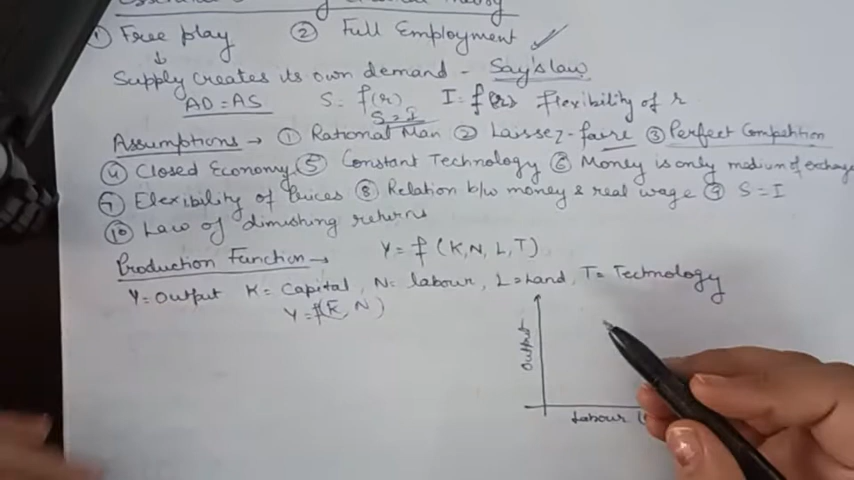 Theory
① Free play ② Full Employment
Supply creates its own demand - Say's law
AD = AS S = f(r) I = f(r) flexibility of r
S = I
Assumptions → ① Rational Man ② Laissez-faire ③ Perfect Competition
④ Closed Economy ⑤ Constant Technology ⑥ Money is only medium of exchange
⑦ Flexibility of Prices ⑧ Relation b/w money & real wage ⑨ S = I
⑩ Law of dimishing returns
Production Function → Y = f (K, N, L, T)
Y = Output K = Capital, N = labour, L = Land, T = Technology
Y = f(K, N)
Output
Labour